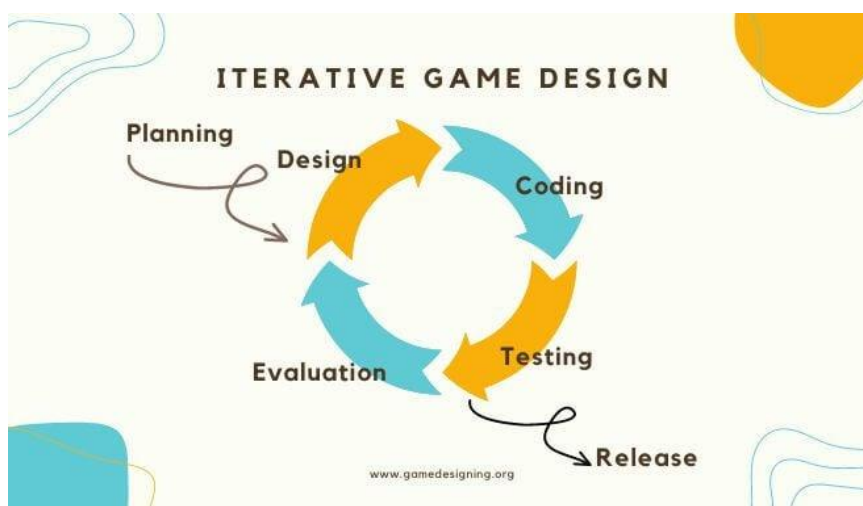 ITERATIVE GAME DESIGN
Planning
Design
Coding
Testing
Evaluation
Release
www.gamedesigning.org